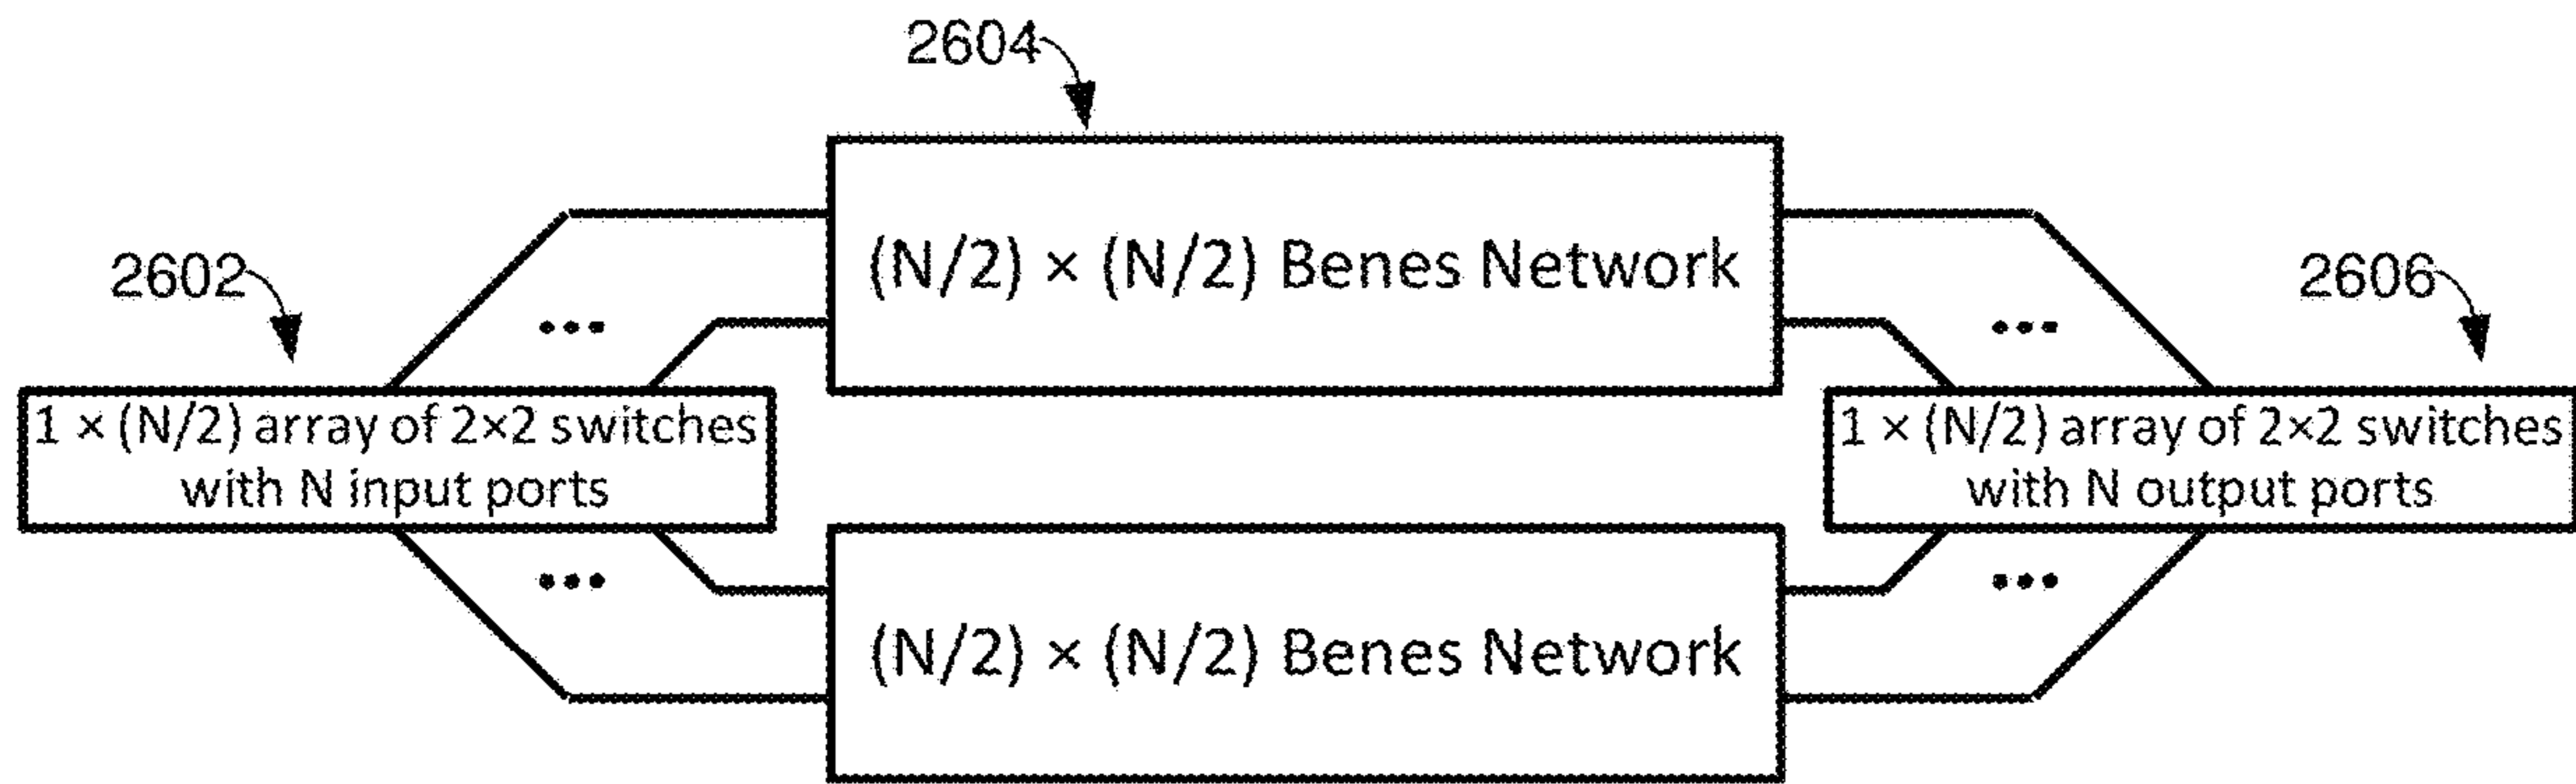 2604
(N/2) × (N/2) Benes Network
2602
2606
1 × (N/2) array of 2×2 switches
with N input ports
1 × (N/2) array of 2×2 switches
with N output ports
(N/2) × (N/2) Benes Network